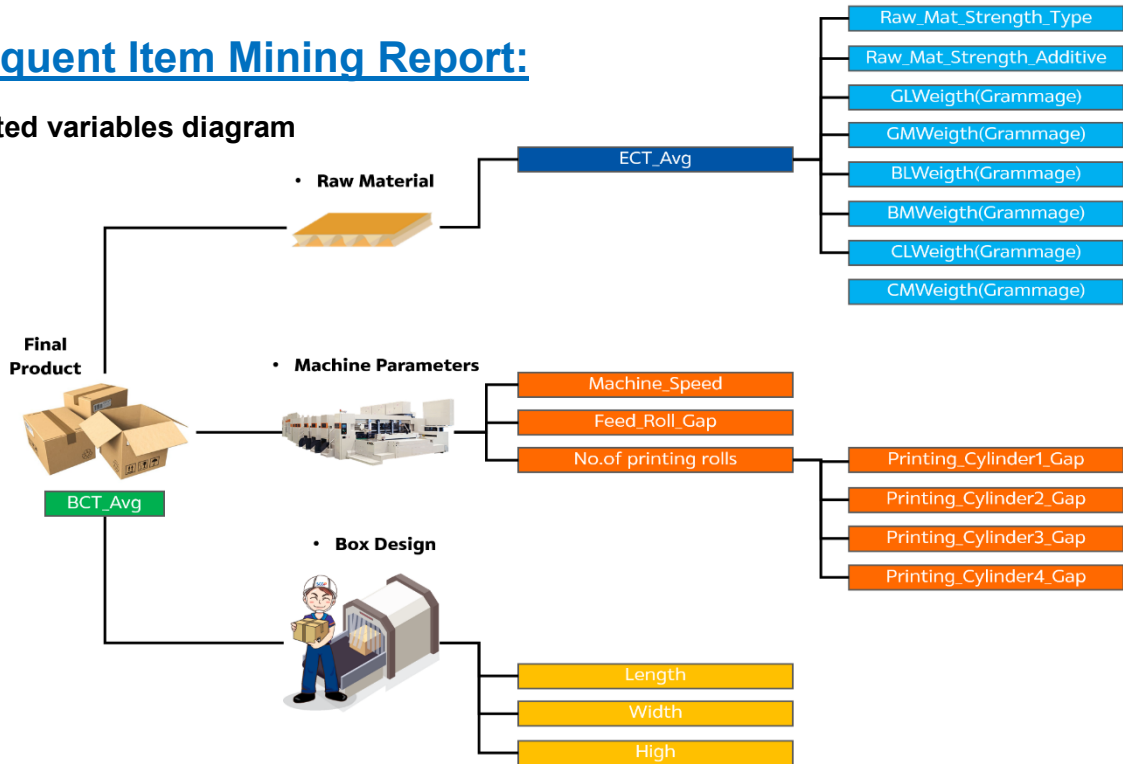 quent Item Mining Report:
ted variables diagram
Raw_Mat_Strength_Type
Raw_Mat_Strength_Additive
GLWeigth(Grammage)
GMWeigth(Grammage)
BLWeigth(Grammage)
BMWeigth(Grammage)
CLWeigth(Grammage)
CMWeigth(Grammage)
ECT_Avg
• Raw Material
Final
Product
BCT_Avg
• Machine Parameters
Machine_Speed
Feed_Roll_Gap
No.of printing rolls
Printing_Cylinder1_Gap
Printing_Cylinder2_Gap
Printing_Cylinder3_Gap
Printing_Cylinder4_Gap
• Box Design
Length
Width
High